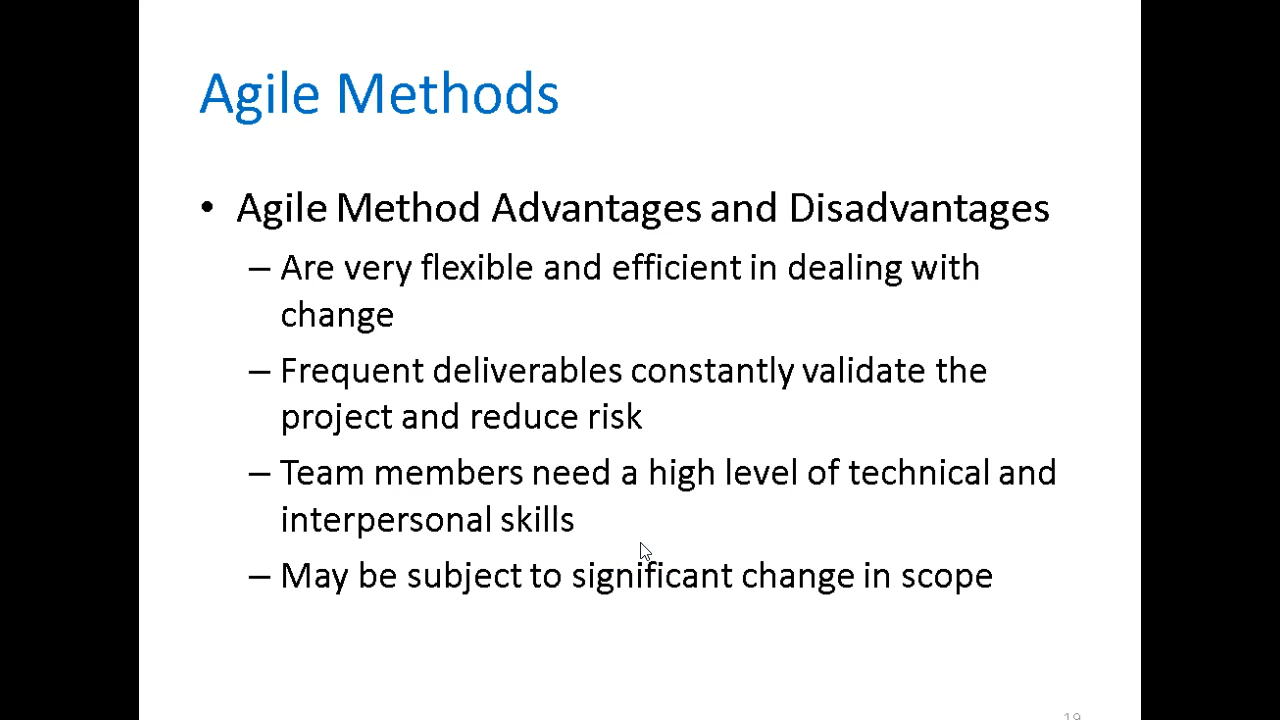 Agile Methods
• Agile Method Advantages and Disadvantages
– Are very flexible and efficient in dealing with
change
– Frequent deliverables constantly validate the
project and reduce risk
– Team members need a high level of technical and
interpersonal skills
– May be subject to significant change in scope
19